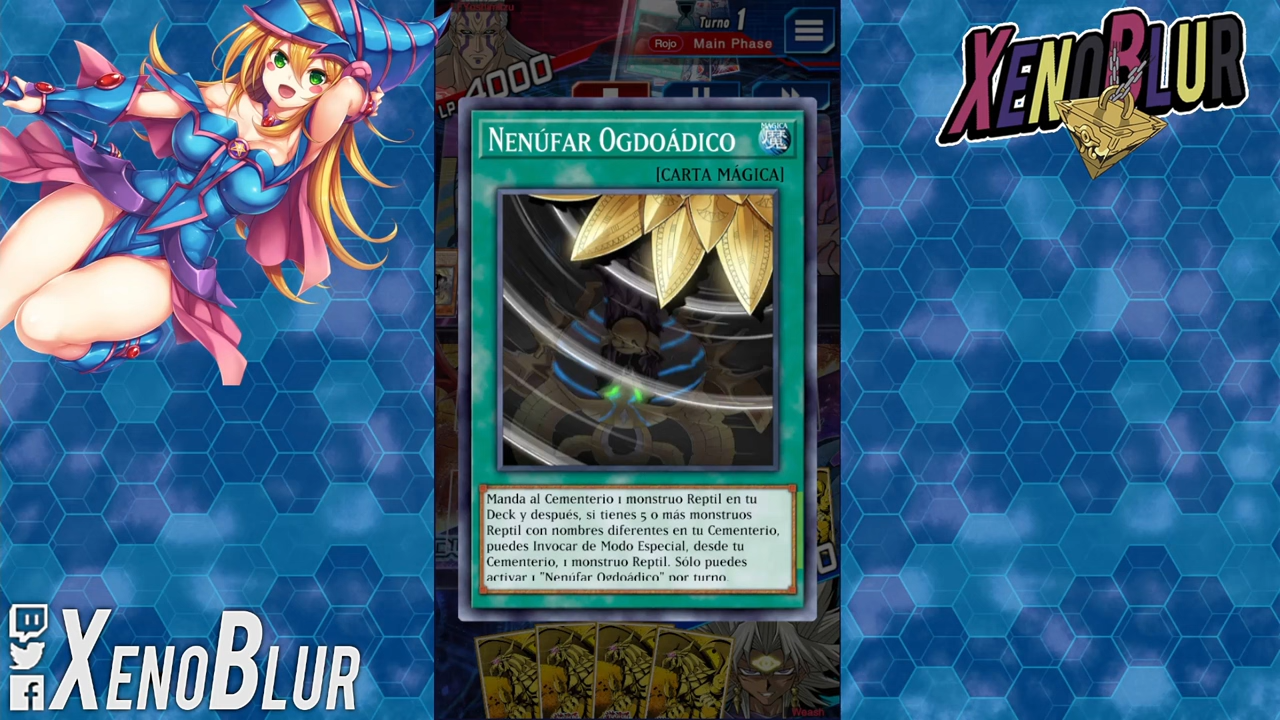 Turno 1
Rojo Main Phase
LP 4000
XENOBLUR
NENÚFAR OGDOÁDICO
MÁGICA
[CARTA MÁGICA]
Manda al Cementerio 1 monstruo Reptil en tu
Deck y después, si tienes 5 o más monstruos
Reptil con nombres diferentes en tu Cementerio,
puedes Invocar de Modo Especial, desde tu
Cementerio, 1 monstruo Reptil. Sólo puedes
activar 1 "Nenúfar Ogdoádico" por turno.
XENOBLUR